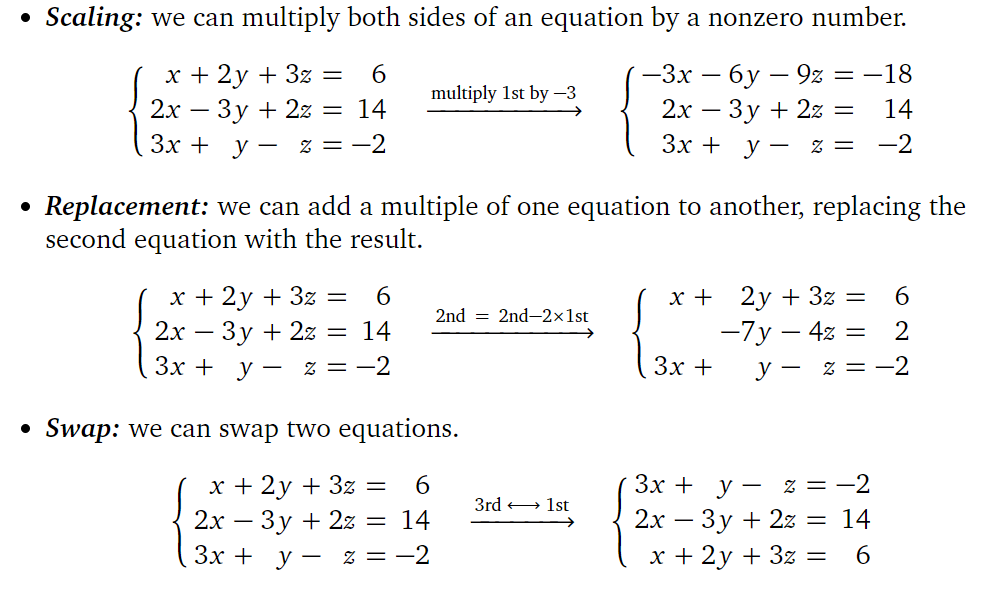 • Scaling: we can multiply both sides of an equation by a nonzero number.
x + 2y + 3z = 6 multiply 1st by −3 −3x − 6y − 9z = −18
2x − 3y + 2z = 14 ⟶ 2x − 3y + 2z = 14
3x + y − z = −2 3x + y − z = −2
• Replacement: we can add a multiple of one equation to another, replacing the
second equation with the result.
x + 2y + 3z = 6 2nd = 2nd−2×1st x + 2y + 3z = 6
2x − 3y + 2z = 14 ⟶ −7y − 4z = 2
3x + y − z = −2 3x + y − z = −2
• Swap: we can swap two equations.
x + 2y + 3z = 6 3rd ⟷ 1st 3x + y − z = −2
2x − 3y + 2z = 14 ⟶ 2x − 3y + 2z = 14
3x + y − z = −2 x + 2y + 3z = 6